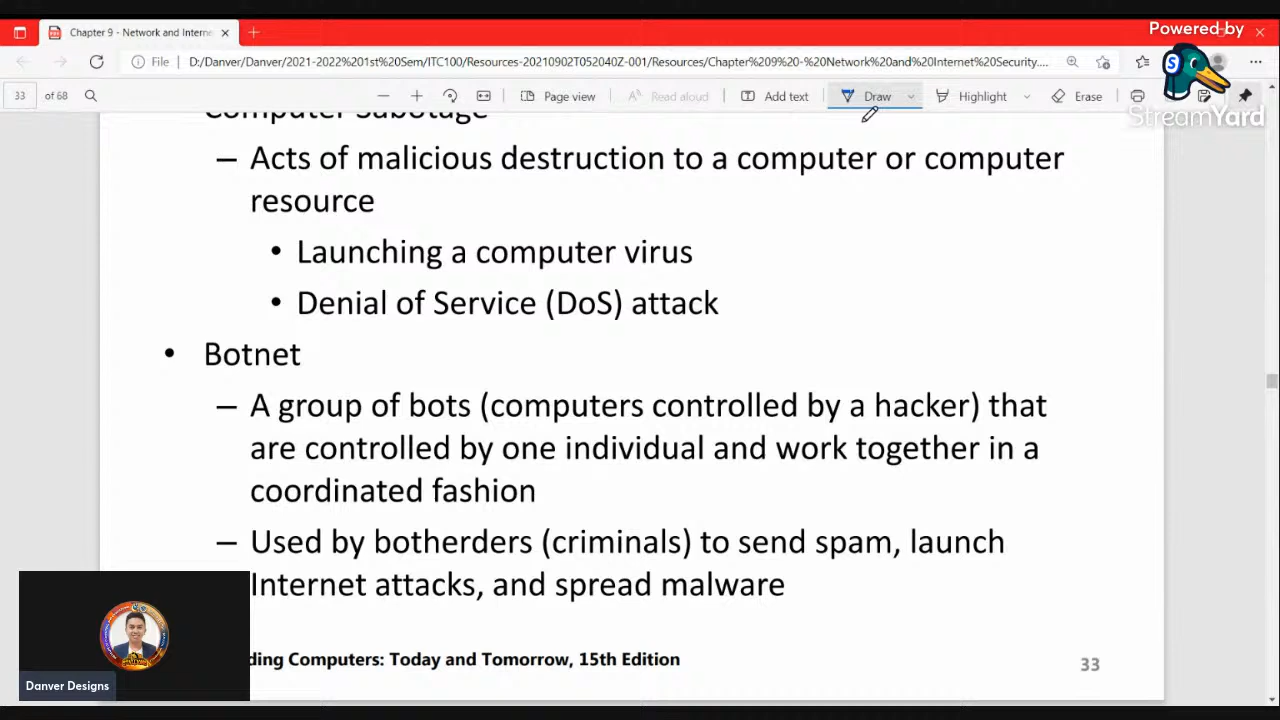 Chapter 9 - Network and Interne
Powered by
File
D:/Danver/Danver/2021-2022%201st%20Sem/ITC100/Resources-20210902T052040Z-001/Resources/Chapter%209%20-%20Network%20and%20Internet%20Security....
33 of 68
Page view
Read aloud
Add text
Draw
Highlight
Erase
StreamYard
Computer Sabotage
– Acts of malicious destruction to a computer or computer
resource
• Launching a computer virus
• Denial of Service (DoS) attack
• Botnet
– A group of bots (computers controlled by a hacker) that
are controlled by one individual and work together in a
coordinated fashion
– Used by botherders (criminals) to send spam, launch
Internet attacks, and spread malware
ding Computers: Today and Tomorrow, 15th Edition
33
Danver Designs